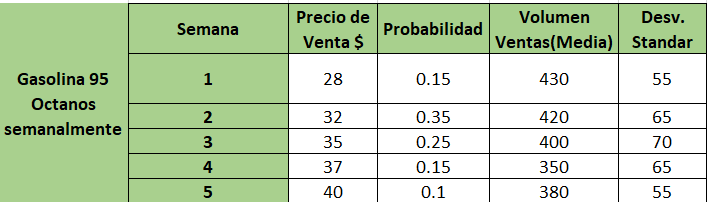 Gasolina 95 Octanos semanalmente
Semana Precio de Venta $ Probabilidad Volumen Ventas(Media) Desv. Standar
1 28 0.15 430 55
2 32 0.35 420 65
3 35 0.25 400 70
4 37 0.15 350 65
5 40 0.1 380 55